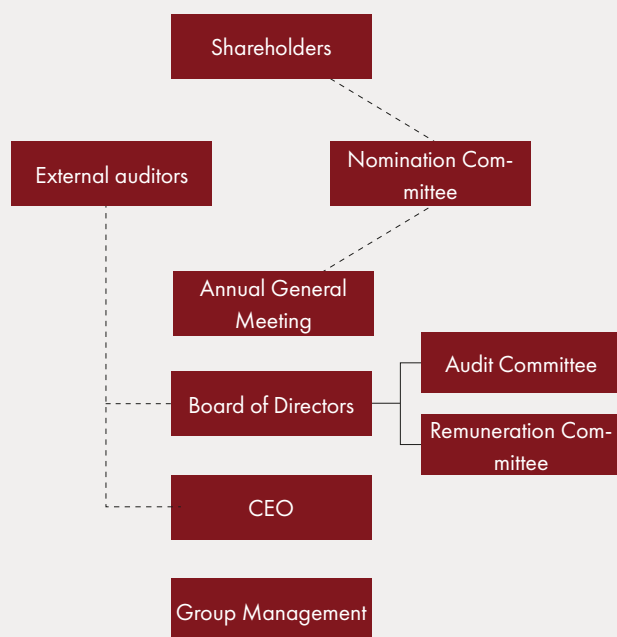 Shareholders
External auditors
Nomination Com-
mittee
Annual General
Meeting
Audit Committee
Board of Directors
Remuneration Com-
mittee
CEO
Group Management